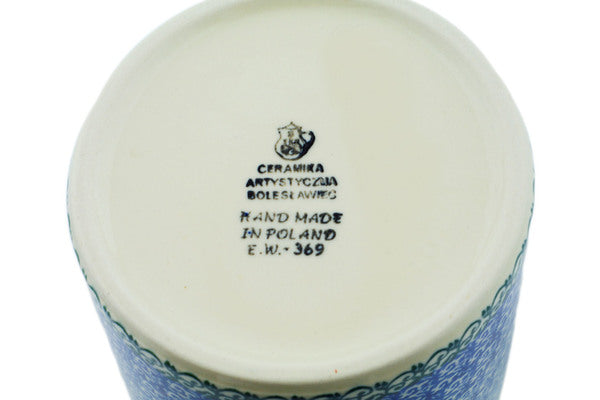 CERAMIKA
ARTYSTYCZNA
BOLESŁAWIEC
HAND MADE
IN POLAND
E.W.-369